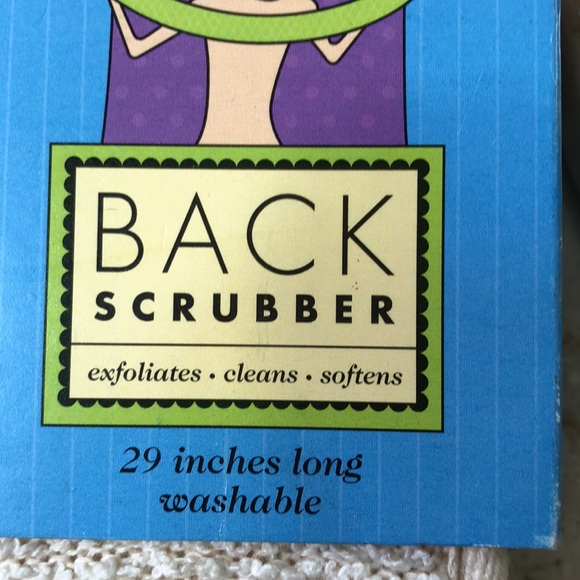 BACK
SCRUBBER
exfoliates • cleans • softens
29 inches long
washable